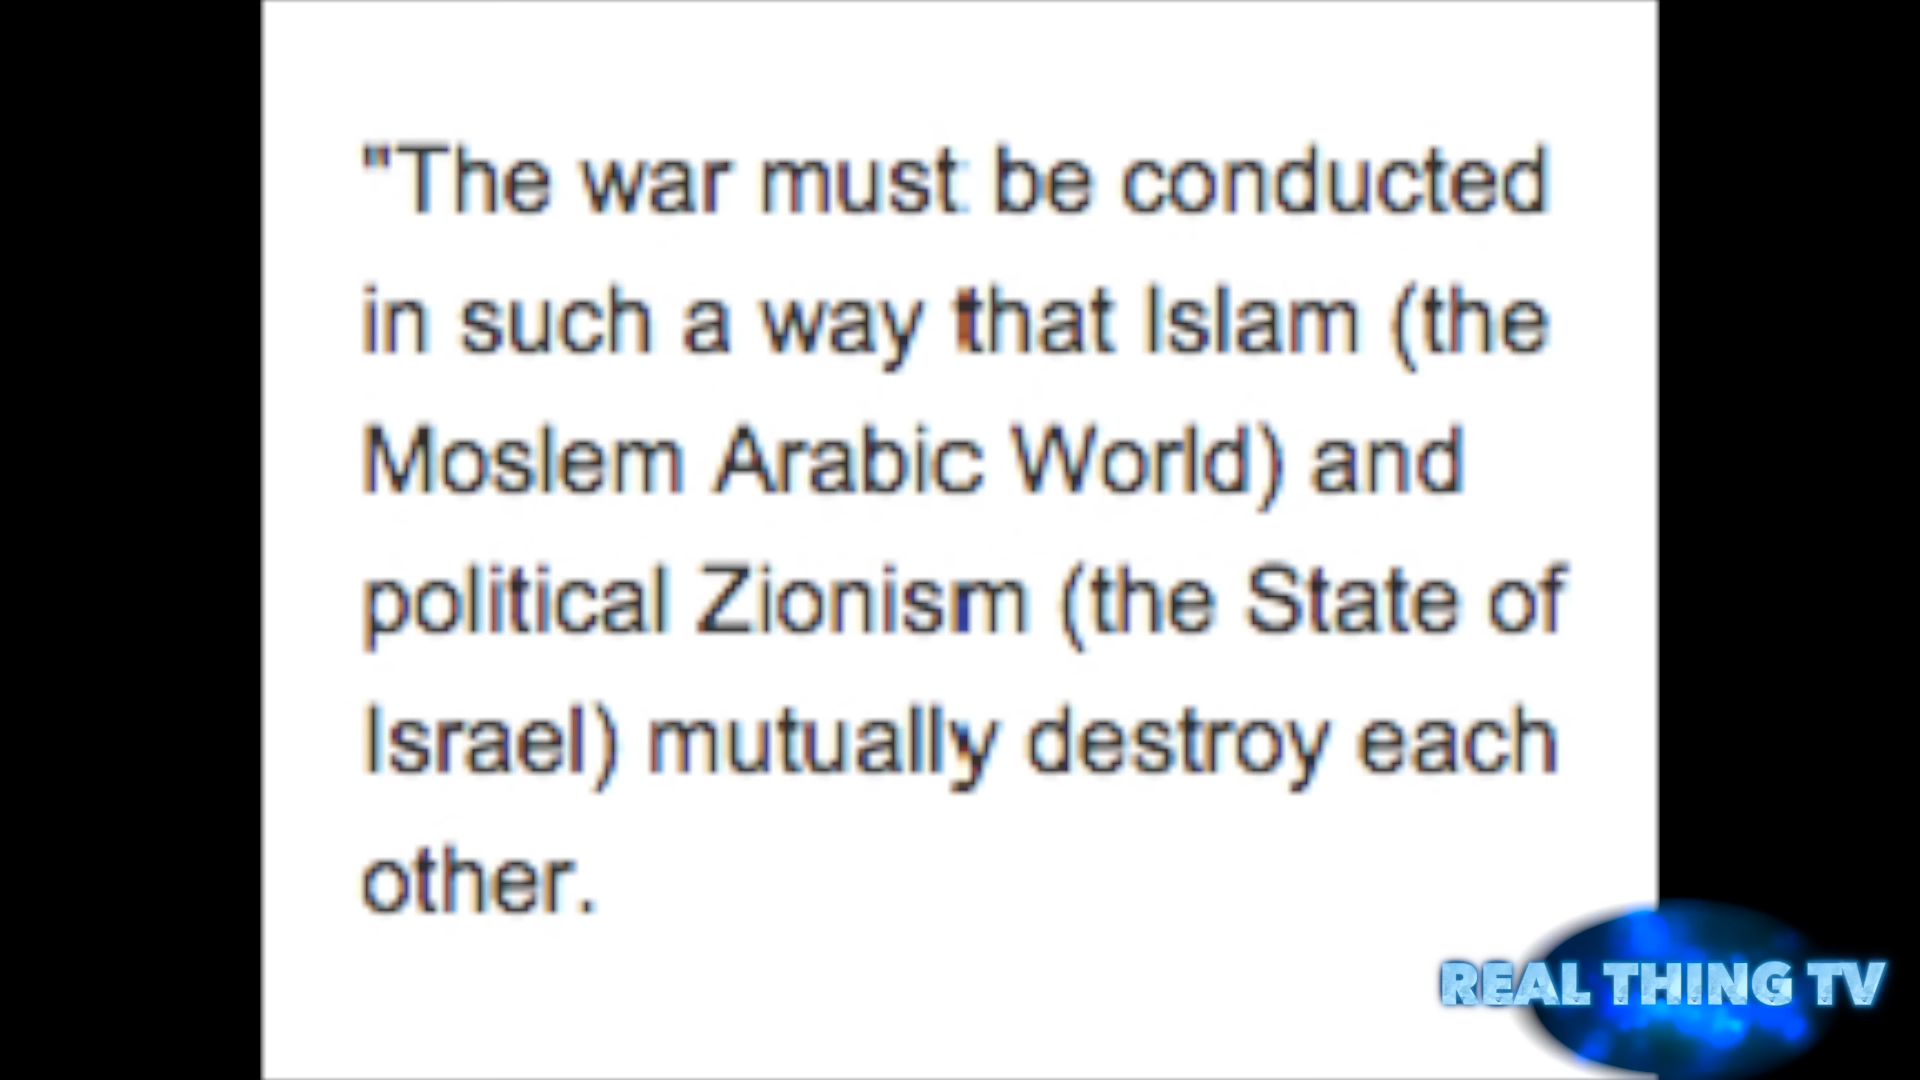 "The war must be conducted
in such a way that Islam (the
Moslem Arabic World) and
political Zionism (the State of
Israel) mutually destroy each
other.
REAL THING TV